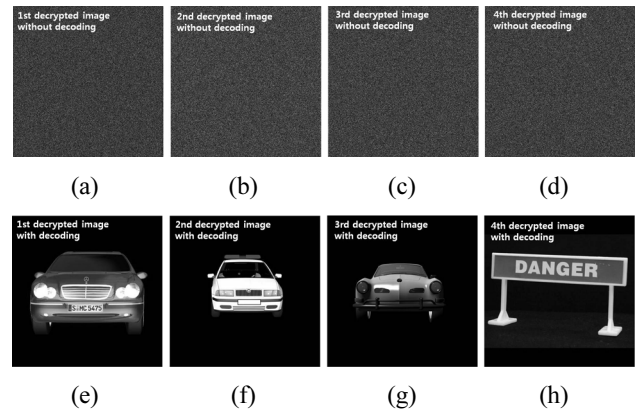 1st decrypted image
without decoding
2nd decrypted image
without decoding
3rd decrypted image
without decoding
4th decrypted image
without decoding
(a)
(b)
(c)
(d)
1st decrypted image
with decoding
2nd decrypted image
with decoding
3rd decrypted image
with decoding
4th decrypted image
with decoding
S:MC 5475
DANGER
(e)
(f)
(g)
(h)